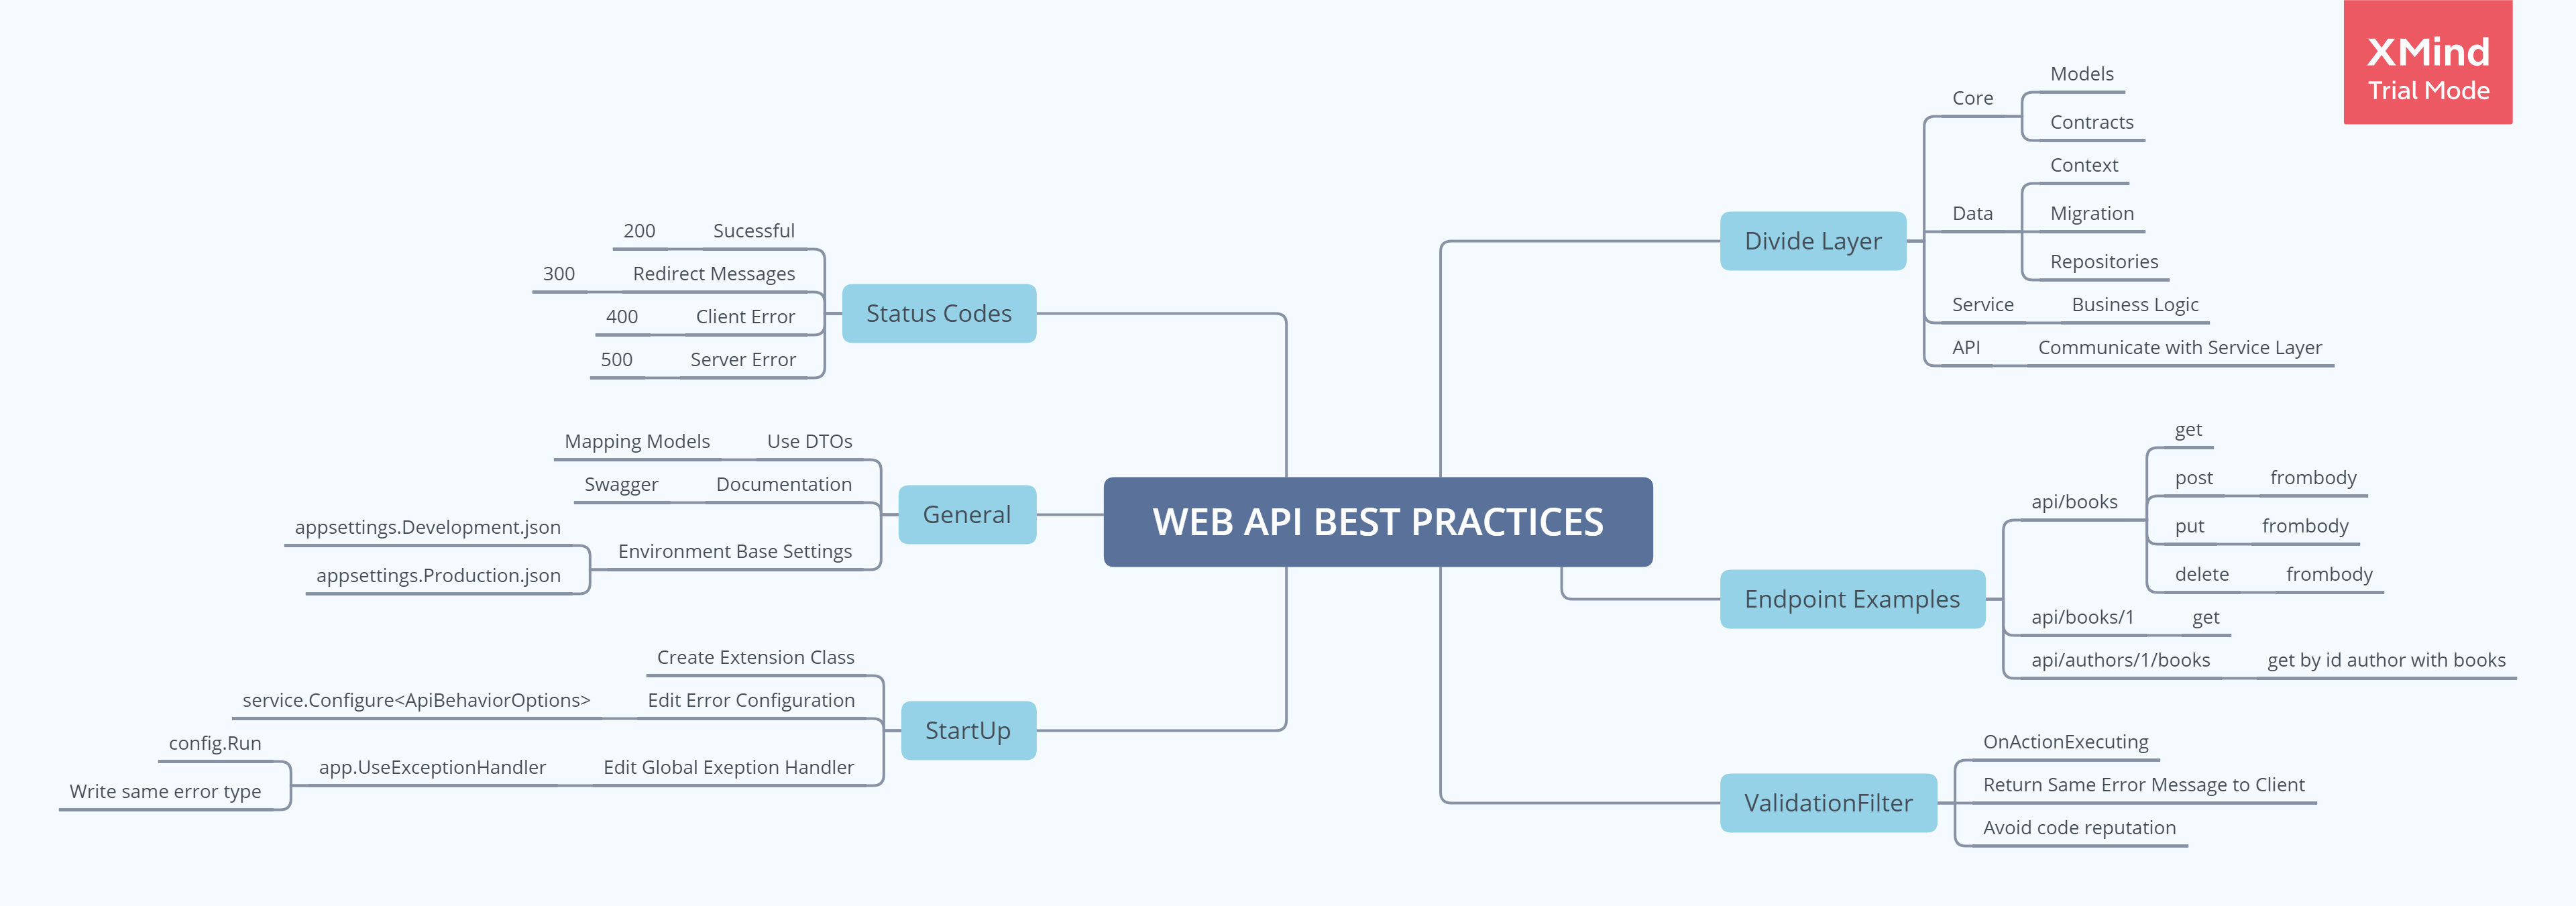 XMind
Trial Mode
WEB API BEST PRACTICES
Divide Layer
Core
Models
Contracts
Data
Context
Migration
Repositories
Service
Business Logic
API
Communicate with Service Layer
Endpoint Examples
api/books
get
post
frombody
put
frombody
delete
frombody
api/books/1
get
api/authors/1/books
get by id author with books
ValidationFilter
OnActionExecuting
Return Same Error Message to Client
Avoid code reputation
Status Codes
Sucessful
200
Redirect Messages
300
Client Error
400
Server Error
500
General
Use DTOs
Mapping Models
Documentation
Swagger
Environment Base Settings
appsettings.Development.json
appsettings.Production.json
StartUp
Create Extension Class
Edit Error Configuration
service.Configure<ApiBehaviorOptions>
Edit Global Exeption Handler
app.UseExceptionHandler
config.Run
Write same error type